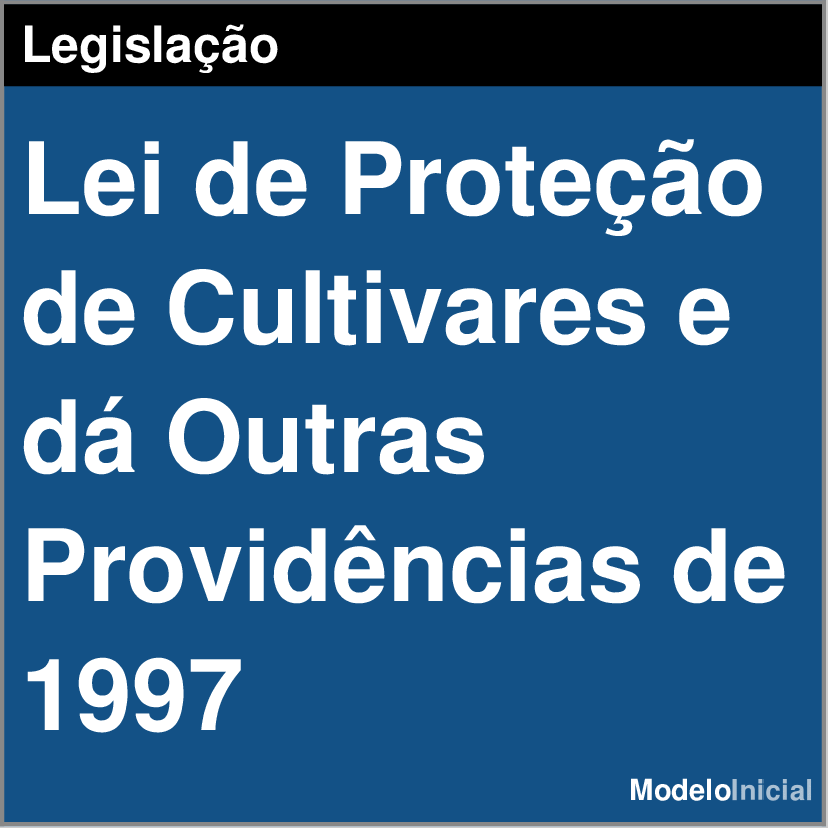 Legislação
Lei de Proteção
de Cultivares e
dá Outras
Providências de
1997
ModeloInicial